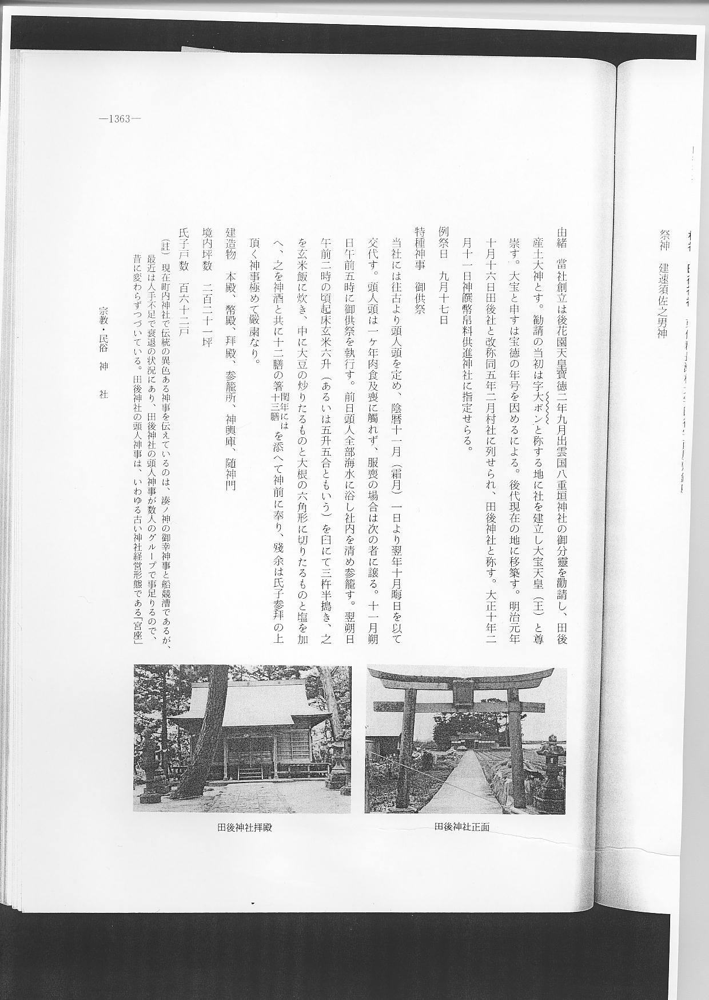 祭神　建速須佐之男神
由緒　當社創立は後花園天皇寶徳二年九月出雲国八重垣神社の御分靈を勸請し、田後
産土大神とす。勧請の当初は字大ボンと称する地に社を建立し大宝天皇（王）と尊
崇す。大宝と申すは宝徳の年号を因めるによる。後代現在の地に移築す。明治元年
十月十六日田後社と改称同五年二月村社に列せられ、田後神社と称す。大正十年二
月十一日神饌幣帛料供進神社に指定せらる。
例祭日　九月十七日
特種神事　御供祭
当社には往古より頭人頭を定め、陰暦十一月（霜月）一日より翌年十月晦日を以て
交代す。頭人頭は一ヶ年肉食及喪に觸れず、服喪の場合は次の者に譲る。十一月朔
日午前五時に御供祭を執行す。前日頭人全部海水に浴し社内を清め参籠す。翌朔日
午前二時の頃起床玄米六升（あるいは五升五合ともいう）を臼にて三杵半搗き、之
を玄米飯に炊き、中に大豆の炒りたるものと大根の六角形に切りたるものと塩を加
へ、之を神酒と共に十二膳の箸閏年には十三膳を添へて神前に奉り、殘余は氏子参拜の上
頂く神事極めて厳粛なり。
建造物　本殿、幣殿、拜殿、参籠所、神輿庫、随神門
境内坪数　二百二十一坪
氏子戸数　百六十二戸
（註）現在町内神社で伝統の異色ある神事を伝えているのは、湊ノ神の御幸神事と船競漕であるが、
最近は人手不足で衰退の状況にあり、田後神社の頭人神事が数人のグループで事足りるので、
昔に変わらずつづいている。田後神社の頭人神事は、いわゆる古い神社経営形態である「宮座」
田後神社正面
田後神社拝殿
宗教・民俗　神　社
―1363―